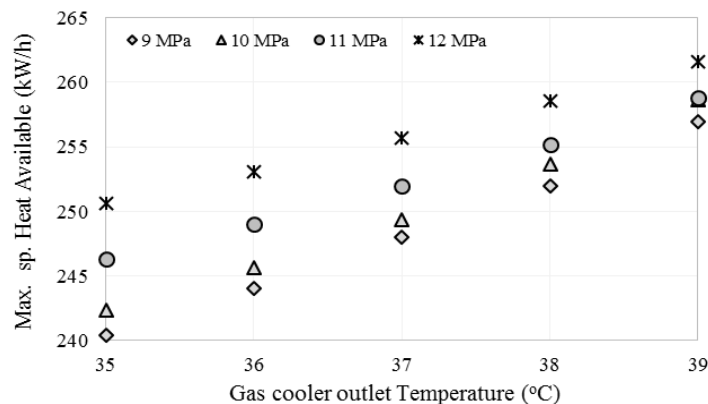 265
260
255
250
245
240
Max. sp. Heat Available (kW/h)
9 MPa 10 MPa 11 MPa 12 MPa
35 36 37 38 39
Gas cooler outlet Temperature (°C)